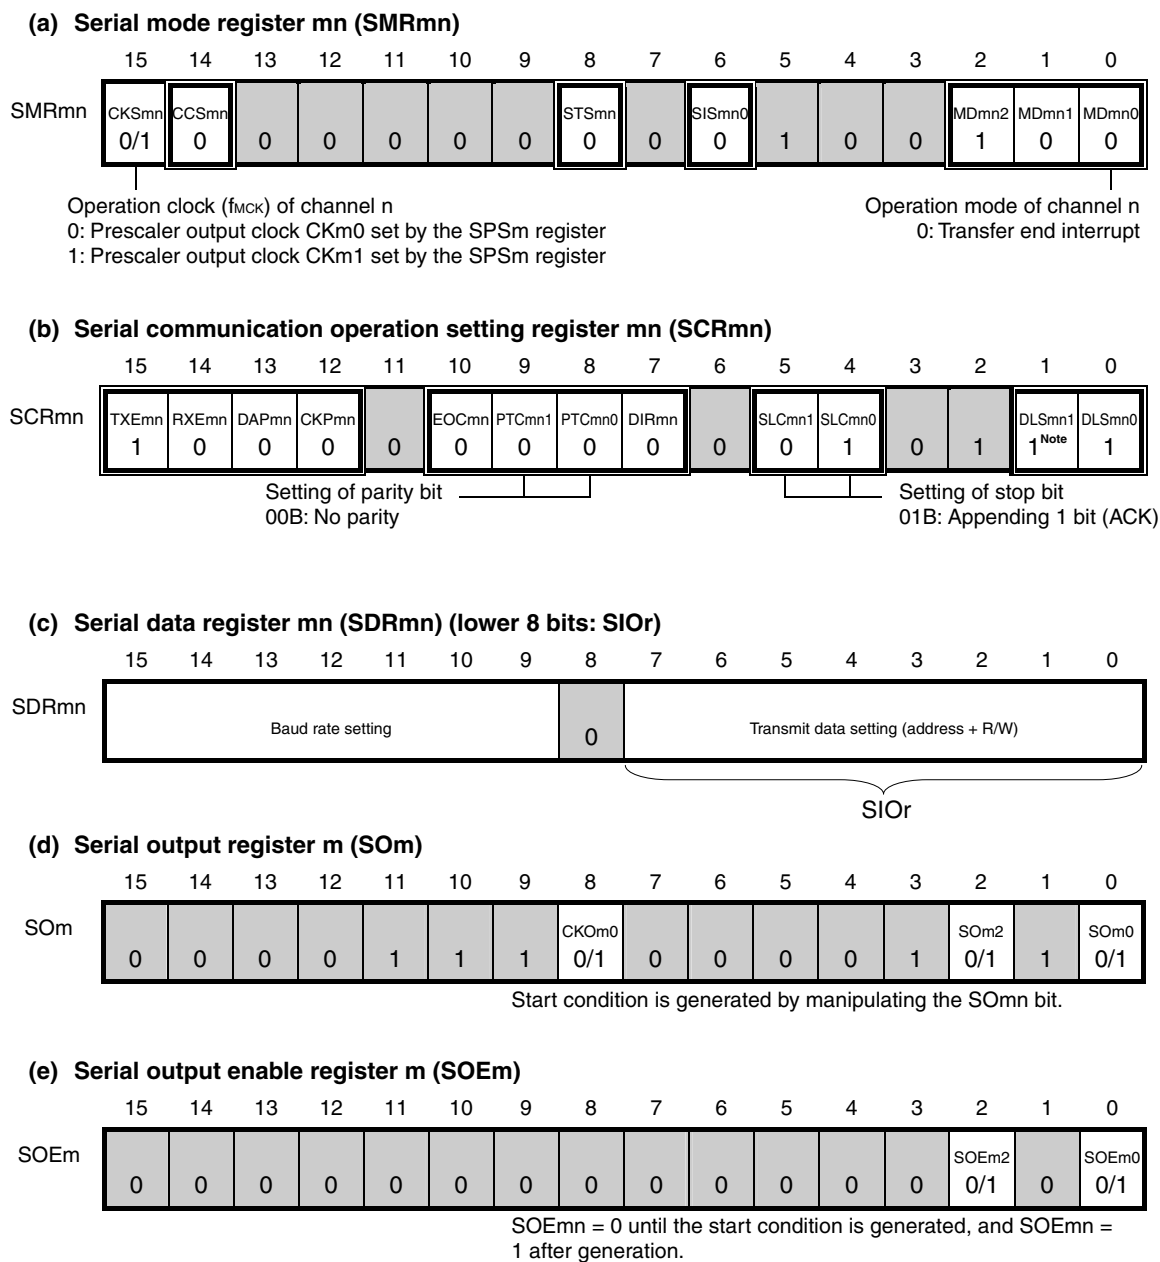 (a) Serial mode register mn (SMRmn)
15 14 13 12 11 10 9 8 7 6 5 4 3 2 1 0
SMRmn
CKSmn CCSmn STSmn SISmn0 MDmn2 MDmn1 MDmn0
0/1 0 0 0 0 0 0 0 0 0 1 0 0 1 0 0
Operation clock (fMCK) of channel n
0: Prescaler output clock CKm0 set by the SPSm register
1: Prescaler output clock CKm1 set by the SPSm register
Operation mode of channel n
0: Transfer end interrupt
(b) Serial communication operation setting register mn (SCRmn)
15 14 13 12 11 10 9 8 7 6 5 4 3 2 1 0
SCRmn
TXEmn RXEmn DAPmn CKPmn EOCmn PTCmn1 PTCmn0 DIRmn SLCmn1 SLCmn0 DLSmn1 DLSmn0
1 0 0 0 0 0 0 0 0 0 0 1 0 1 1 Note 1
Setting of parity bit
00B: No parity
Setting of stop bit
01B: Appending 1 bit (ACK)
(c) Serial data register mn (SDRmn) (lower 8 bits: SIOr)
15 14 13 12 11 10 9 8 7 6 5 4 3 2 1 0
SDRmn
Baud rate setting 0 Transmit data setting (address + R/W)
SIOr
(d) Serial output register m (SOm)
15 14 13 12 11 10 9 8 7 6 5 4 3 2 1 0
SOm
CKOm0 SOm2 SOm0
0 0 0 0 1 1 1 0/1 0 0 0 0 1 0/1 1 0/1
Start condition is generated by manipulating the SOmn bit.
(e) Serial output enable register m (SOEm)
15 14 13 12 11 10 9 8 7 6 5 4 3 2 1 0
SOEm
SOEm2 SOEm0
0 0 0 0 0 0 0 0 0 0 0 0 0 0/1 0 0/1
SOEmn = 0 until the start condition is generated, and SOEmn =
1 after generation.